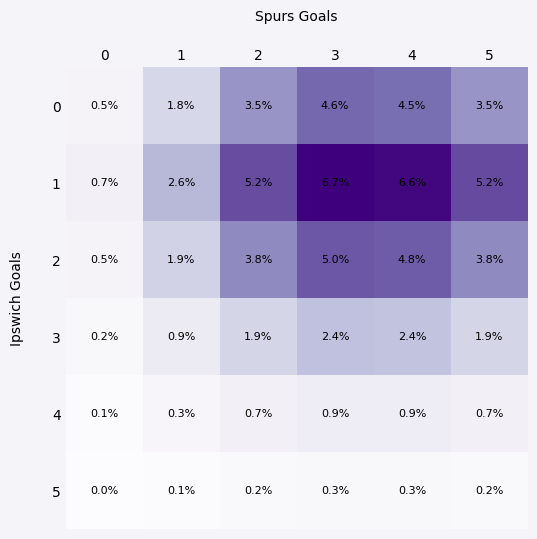 Spurs Goals
0 1 2 3 4 5
0 0.5% 1.8% 3.5% 4.6% 4.5% 3.5%
1 0.7% 2.6% 5.2% 6.7% 6.6% 5.2%
2 0.5% 1.9% 3.8% 5.0% 4.8% 3.8%
Ipswich Goals
3 0.2% 0.9% 1.9% 2.4% 2.4% 1.9%
4 0.1% 0.3% 0.7% 0.9% 0.9% 0.7%
5 0.0% 0.1% 0.2% 0.3% 0.3% 0.2%